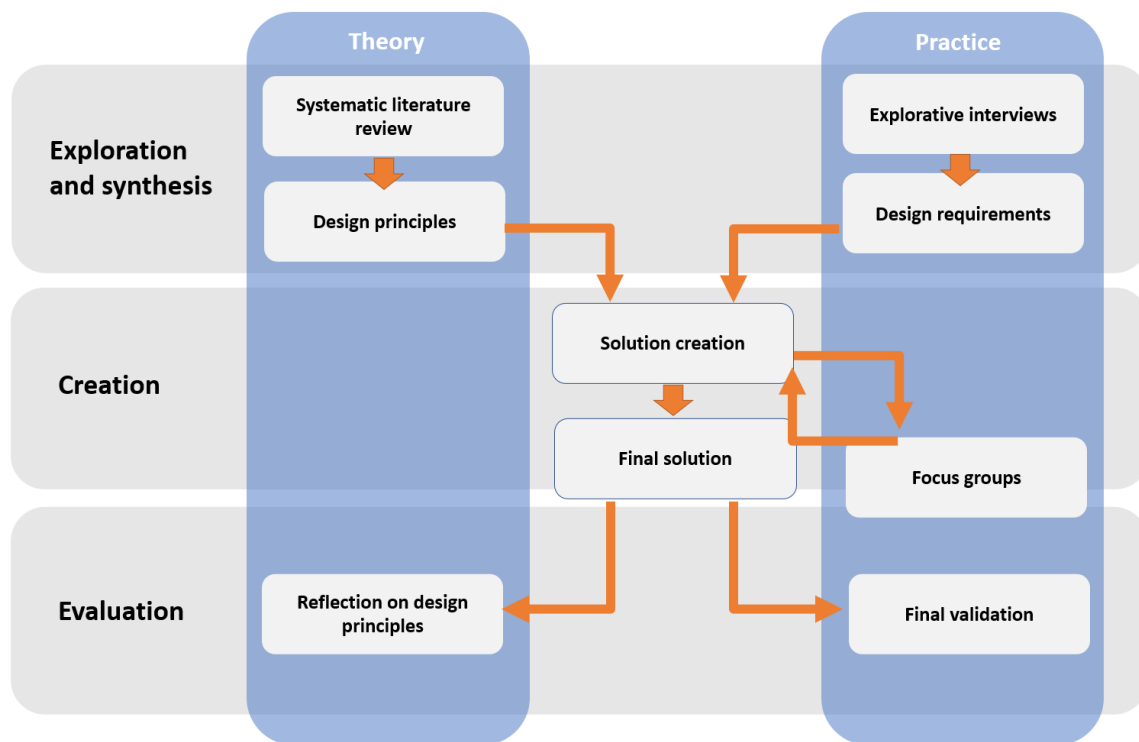 Theory
Practice
Systematic literature
review
Explorative interviews
Exploration
and synthesis
Design principles
Design requirements
Solution creation
Creation
Final solution
Focus groups
Evaluation
Reflection on design
principles
Final validation